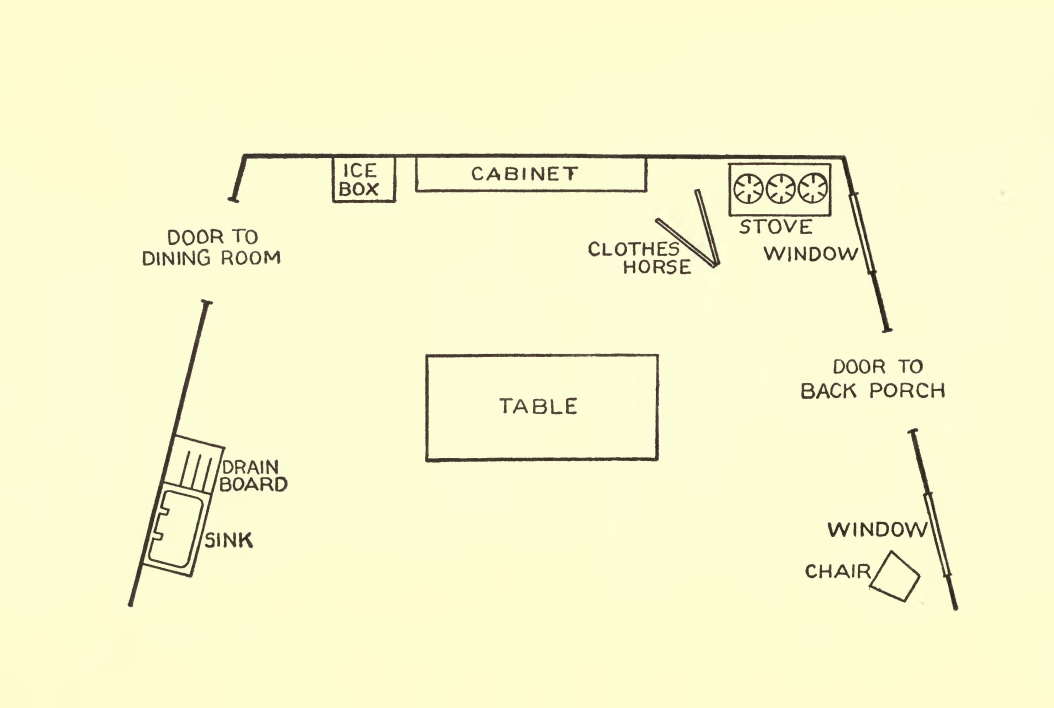 ICE
BOX
CABINET
STOVE
DOOR TO
DINING ROOM
CLOTHES
HORSE
WINDOW
DOOR TO
BACK PORCH
TABLE
DRAIN
BOARD
SINK
WINDOW
CHAIR